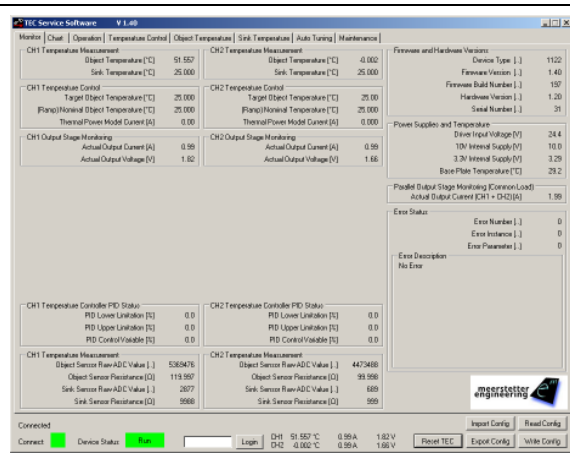 TEC Service Software V 1.40
Monitor Chart Operation Temperature Control Object Temperature Sink Temperature Auto Tuning Maintenance
CH1 Temperature Measurement
Object Temperature [°C] 51.557
Sink Temperature [°C] 25.000
CH1 Temperature Control
Target Object Temperature [°C] 25.000
(Ramp) Nominal Object Temperature [°C] 25.000
Thermal Power Model Current [A] 0.00
CH1 Output Stage Monitoring
Actual Output Current [A] 0.99
Actual Output Voltage [V] 1.82
CH1 Temperature Controller PID Status
PID Lower Limitation [%] 0.0
PID Upper Limitation [%] 0.0
PID Control Variable [%] 0.0
CH1 Temperature Measurement
Object Sensor Raw ADC Value [..] 5369476
Object Sensor Resistance [Ω] 119.997
Sink Sensor Raw ADC Value [..] 2877
Sink Sensor Resistance [Ω] 9988
CH2 Temperature Measurement
Object Temperature [°C] -0.002
Sink Temperature [°C] 25.000
CH2 Temperature Control
Target Object Temperature [°C] 25.00
(Ramp) Nominal Object Temperature [°C] 25.000
Thermal Power Model Current [A] 0.000
CH2 Output Stage Monitoring
Actual Output Current [A] 0.99
Actual Output Voltage [V] 1.66
CH2 Temperature Controller PID Status
PID Lower Limitation [%] 0.0
PID Upper Limitation [%] 0.0
PID Control Variable [%] 0.0
CH2 Temperature Measurement
Object Sensor Raw ADC Value [..] 4473488
Object Sensor Resistance [Ω] 99.998
Sink Sensor Raw ADC Value [..] 689
Sink Sensor Resistance [Ω] 999
Firmware and Hardware Versions
Device Type [..] 1122
Firmware Version [..] 1.40
Firmware Build Number [..] 197
Hardware Version [..] 1.20
Serial Number [..] 31
Power Supplies and Temperature
Driver Input Voltage [V] 24.4
10V Internal Supply [V] 10.0
3.3V Internal Supply [V] 3.29
Base Plate Temperature [°C] 29.2
Parallel Output Stage Monitoring (Common Load)
Actual Output Current (CH1 + CH2) [A] 1.99
Error Status
Error Number [..] 0
Error Instance [..] 0
Error Parameter [..] 0
Error Description
No Error
meerstetter
engineering
Connected
Connect Device Status Run Login
CH1 51.557 °C 0.99 A 1.82 V
CH2 -0.002 °C 0.99 A 1.66 V
Reset TEC
Import Config Read Config
Export Config Write Config